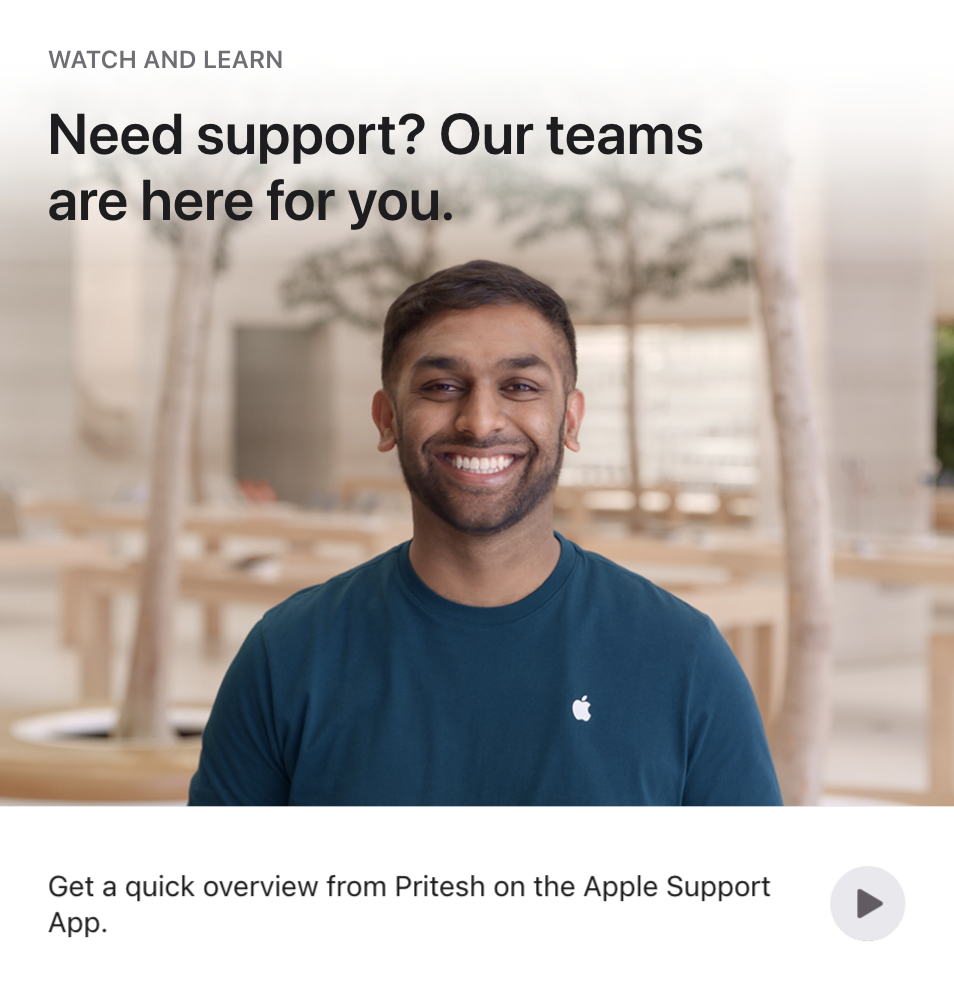 WATCH AND LEARN
Need support? Our teams
are here for you.
Get a quick overview from Pritesh on the Apple Support
App.